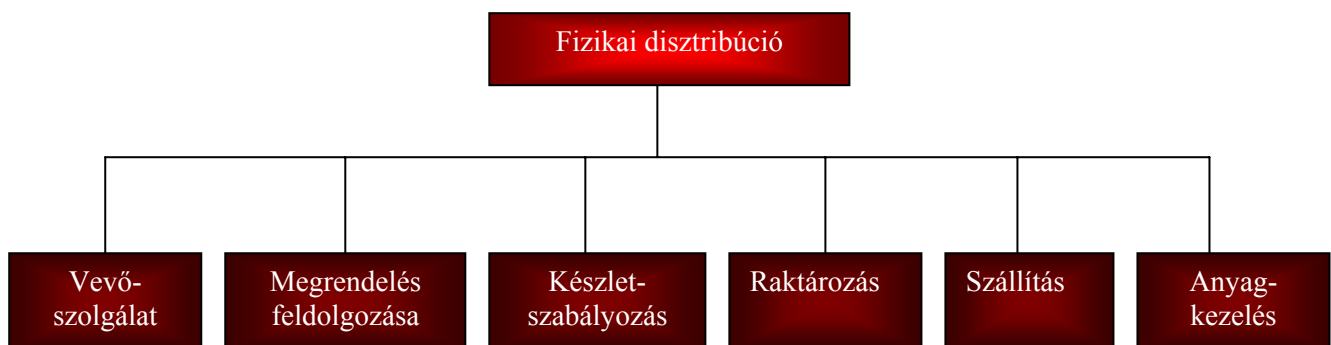 Fizikai disztribúció
Vevő-
szolgálat
Megrendelés
feldolgozása
Készlet-
szabályozás
Raktározás
Szállítás
Anyag-
kezelés